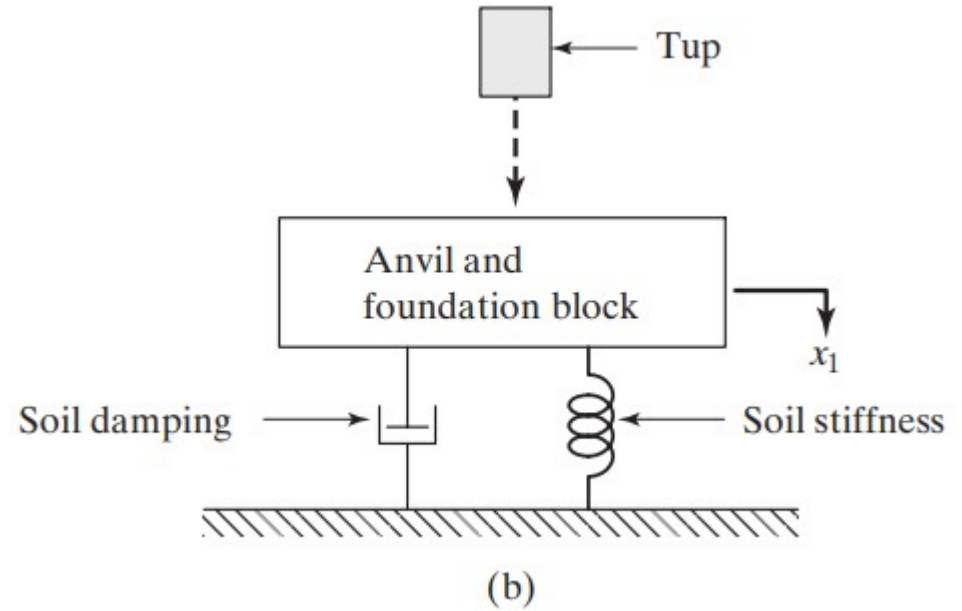 Tup
Anvil and
foundation block
x₁
Soil damping
Soil stiffness
(b)